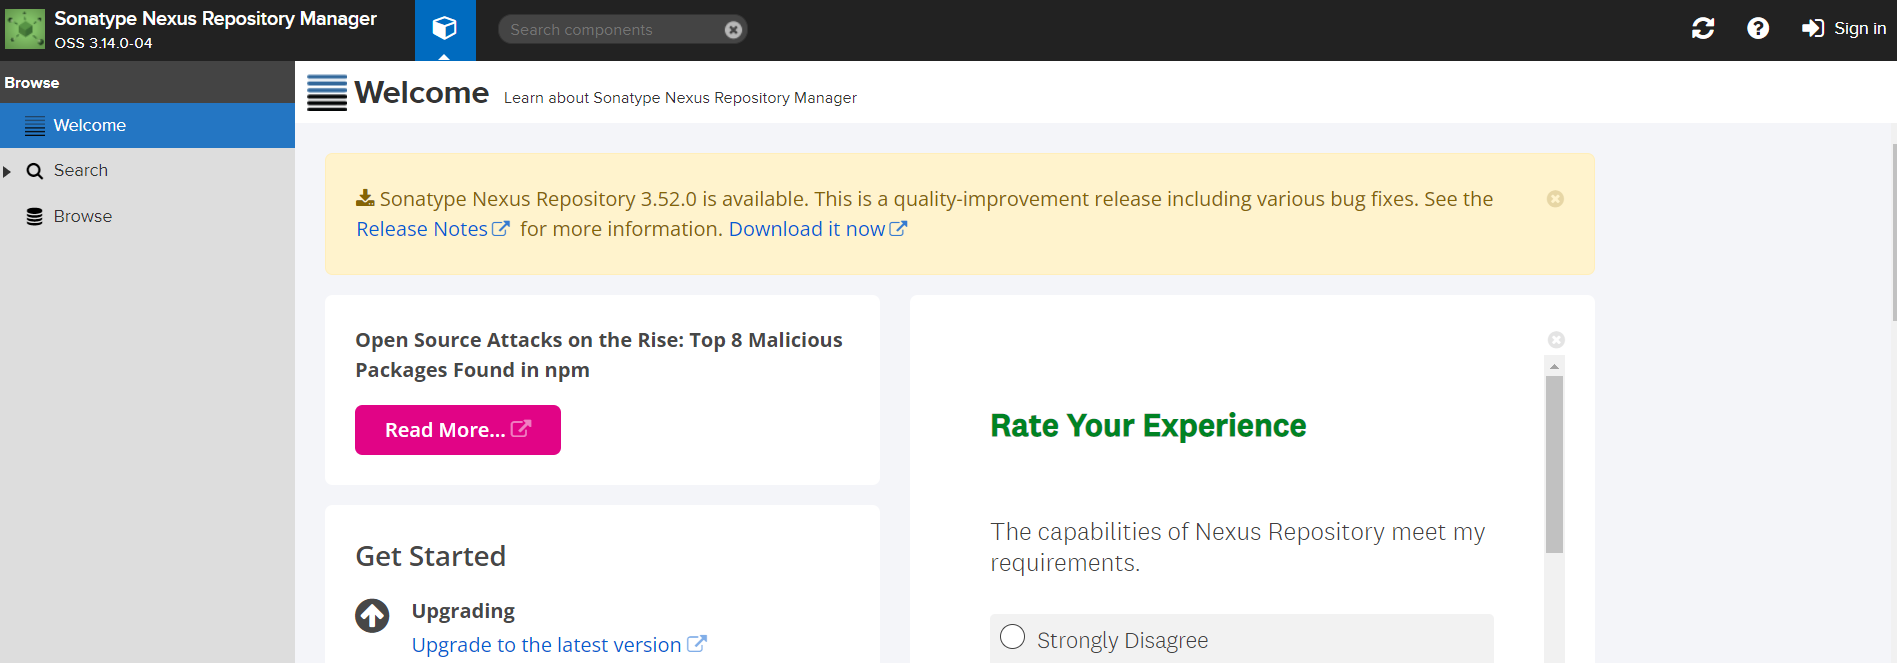 Sonatype Nexus Repository Manager
OSS 3.14.0-04
Search components
Sign in
Browse
Welcome
Search
Browse
Welcome
Learn about Sonatype Nexus Repository Manager
Sonatype Nexus Repository 3.52.0 is available. This is a quality-improvement release including various bug fixes. See the
Release Notes for more information. Download it now
Open Source Attacks on the Rise: Top 8 Malicious
Packages Found in npm
Read More...
Get Started
Upgrading
Upgrade to the latest version
Rate Your Experience
The capabilities of Nexus Repository meet my
requirements.
Strongly Disagree